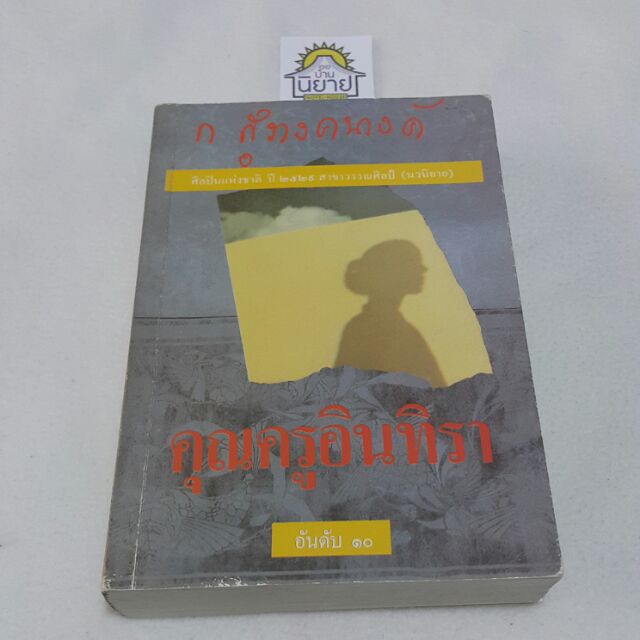 บ้าน
นิยาย
ก สุรางคนางค์
ศิลปินแห่งชาติ ปี ๒๕๒๙ สาขาวรรณศิลป์ (นวนิยาย)
คุณครูอินทิรา
อันดับ ๑๐